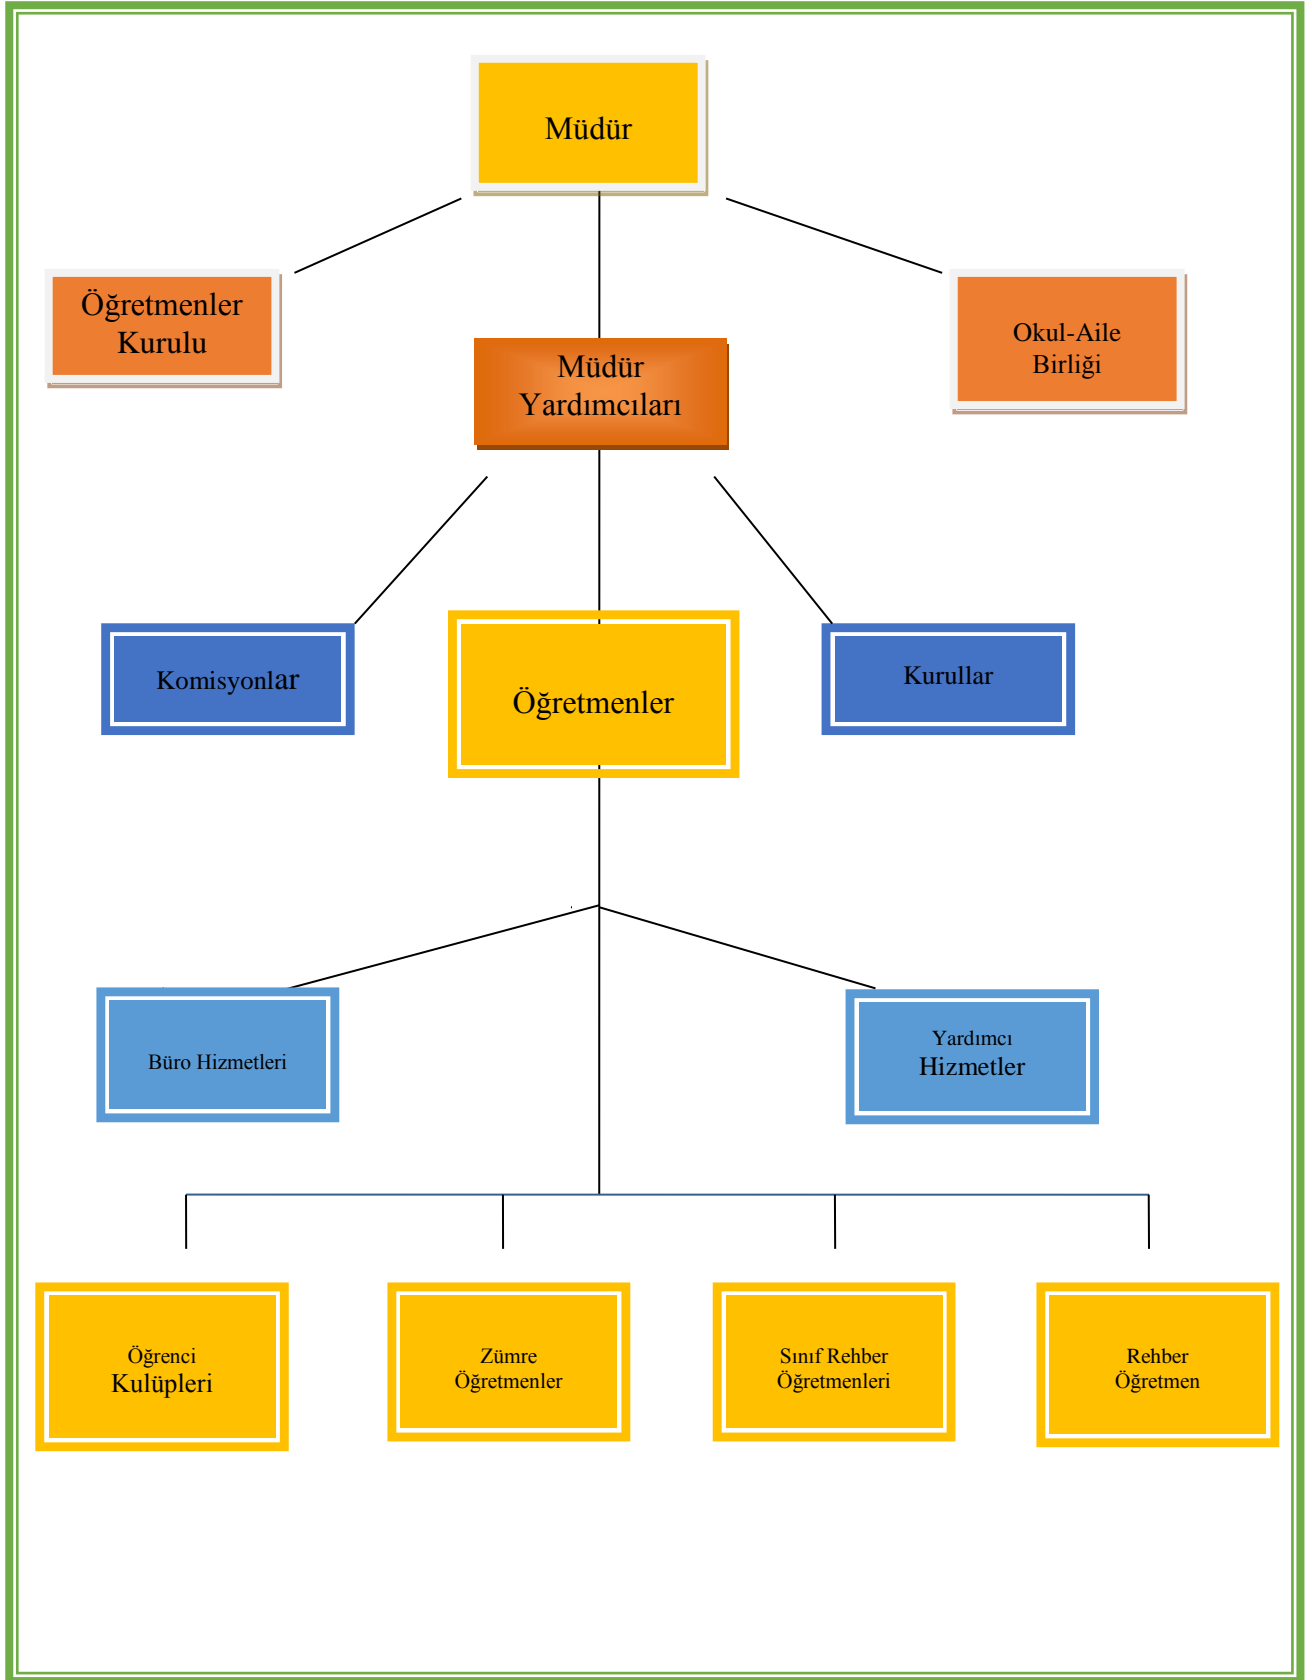 Müdür
Öğretmenler
Kurulu
Okul-Aile
Birliği
Müdür
Yardımcıları
Komisyonlar
Öğretmenler
Kurullar
Büro Hizmetleri
Yardımcı
Hizmetler
Öğrenci
Kulüpleri
Zümre
Öğretmenler
Sınıf Rehber
Öğretmenleri
Rehber
Öğretmen